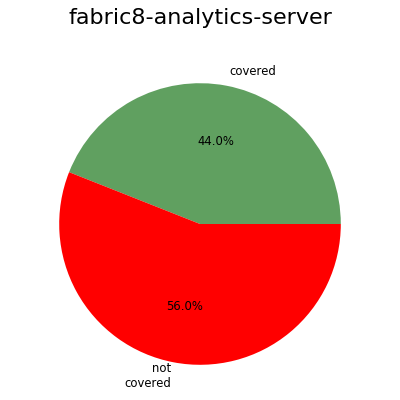 fabric8-analytics-server
covered
44.0%
56.0%
not
covered